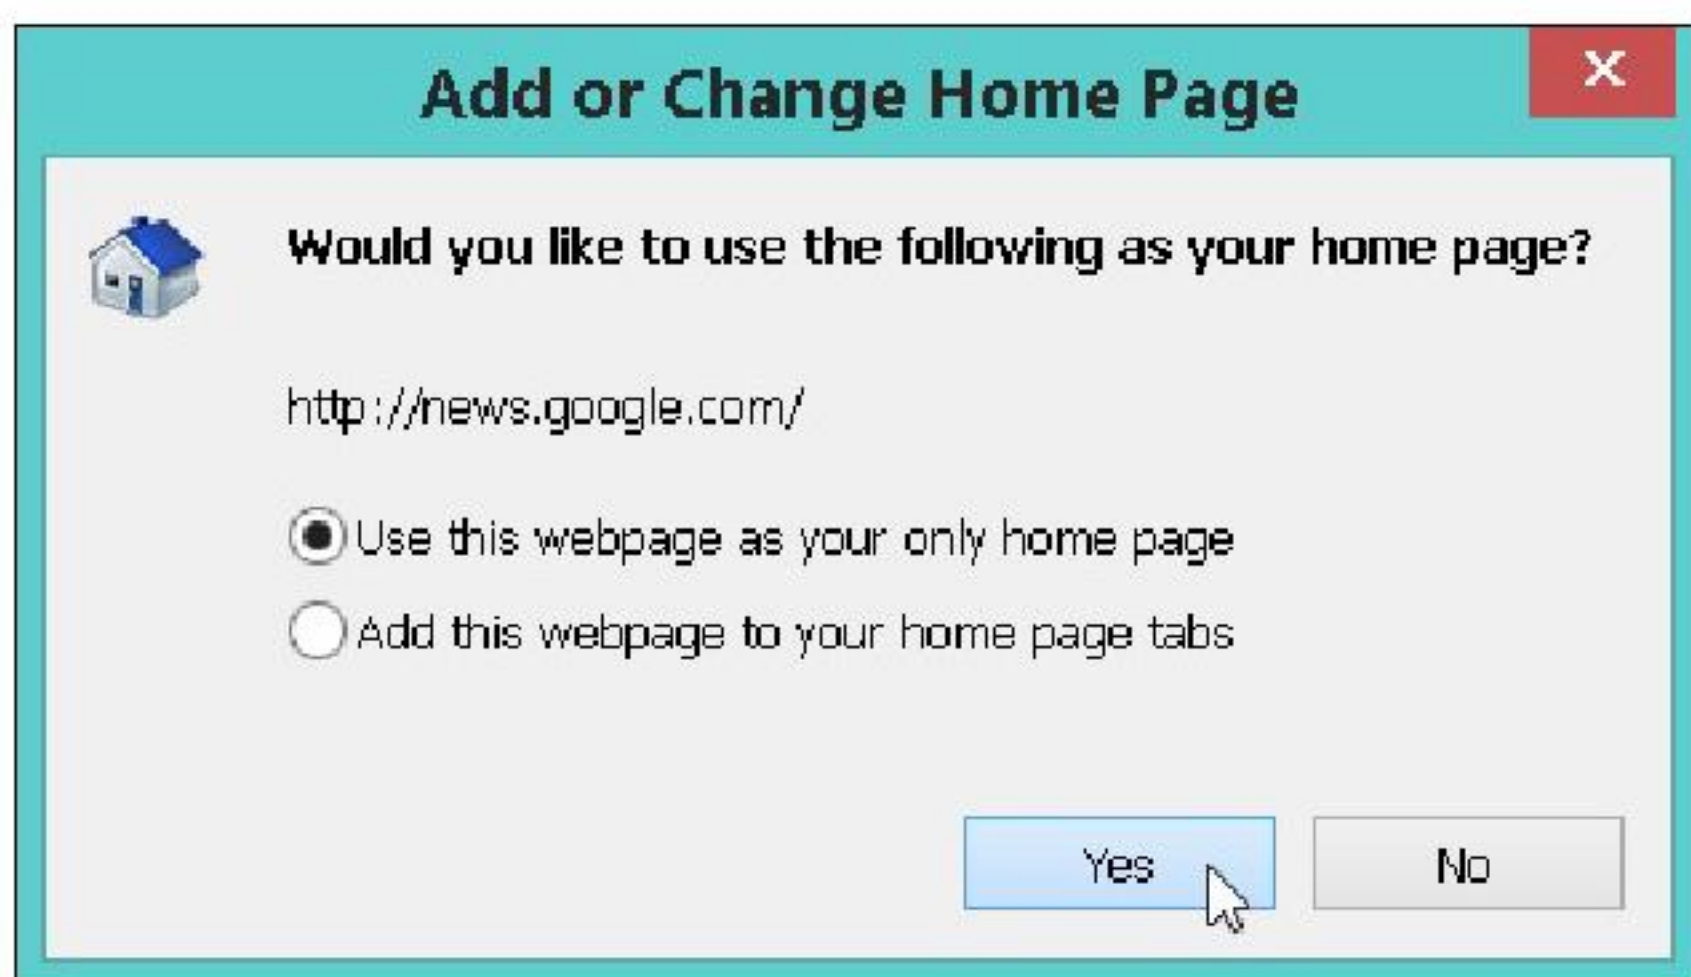 Add or Change Home Page
Would you like to use the following as your home page?
http://news.google.com/
Use this webpage as your only home page
Add this webpage to your home page tabs
Yes
No